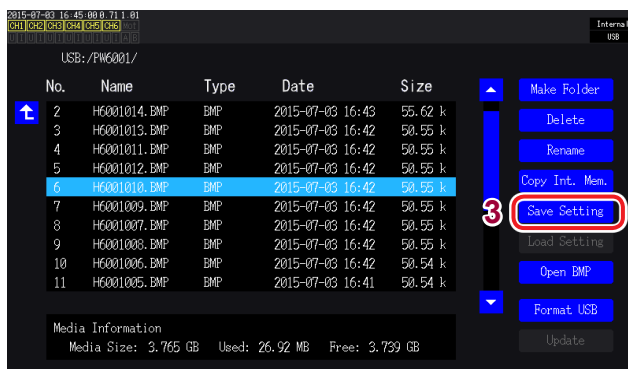 2015-07-03 16:45:00 0.71 1.01
CH1 CH2 CH3 CH4 CH5 CH6 Mot
U I U I U I U I U I U I A B
Internal
USB
USB:/PW6001/
No. Name Type Date Size
2 H6001014.BMP BMP 2015-07-03 16:43 55.62 k
3 H6001013.BMP BMP 2015-07-03 16:42 50.55 k
4 H6001011.BMP BMP 2015-07-03 16:42 50.55 k
5 H6001012.BMP BMP 2015-07-03 16:42 50.55 k
6 H6001010.BMP BMP 2015-07-03 16:42 50.55 k
7 H6001009.BMP BMP 2015-07-03 16:42 50.55 k
8 H6001007.BMP BMP 2015-07-03 16:42 50.55 k
9 H6001008.BMP BMP 2015-07-03 16:42 50.55 k
10 H6001006.BMP BMP 2015-07-03 16:42 50.54 k
11 H6001005.BMP BMP 2015-07-03 16:41 50.54 k
Make Folder
Delete
Rename
Copy Int. Mem.
3 Save Setting
Load Setting
Open BMP
Format USB
Update
Media Information
Media Size: 3.765 GB Used: 26.92 MB Free: 3.739 GB